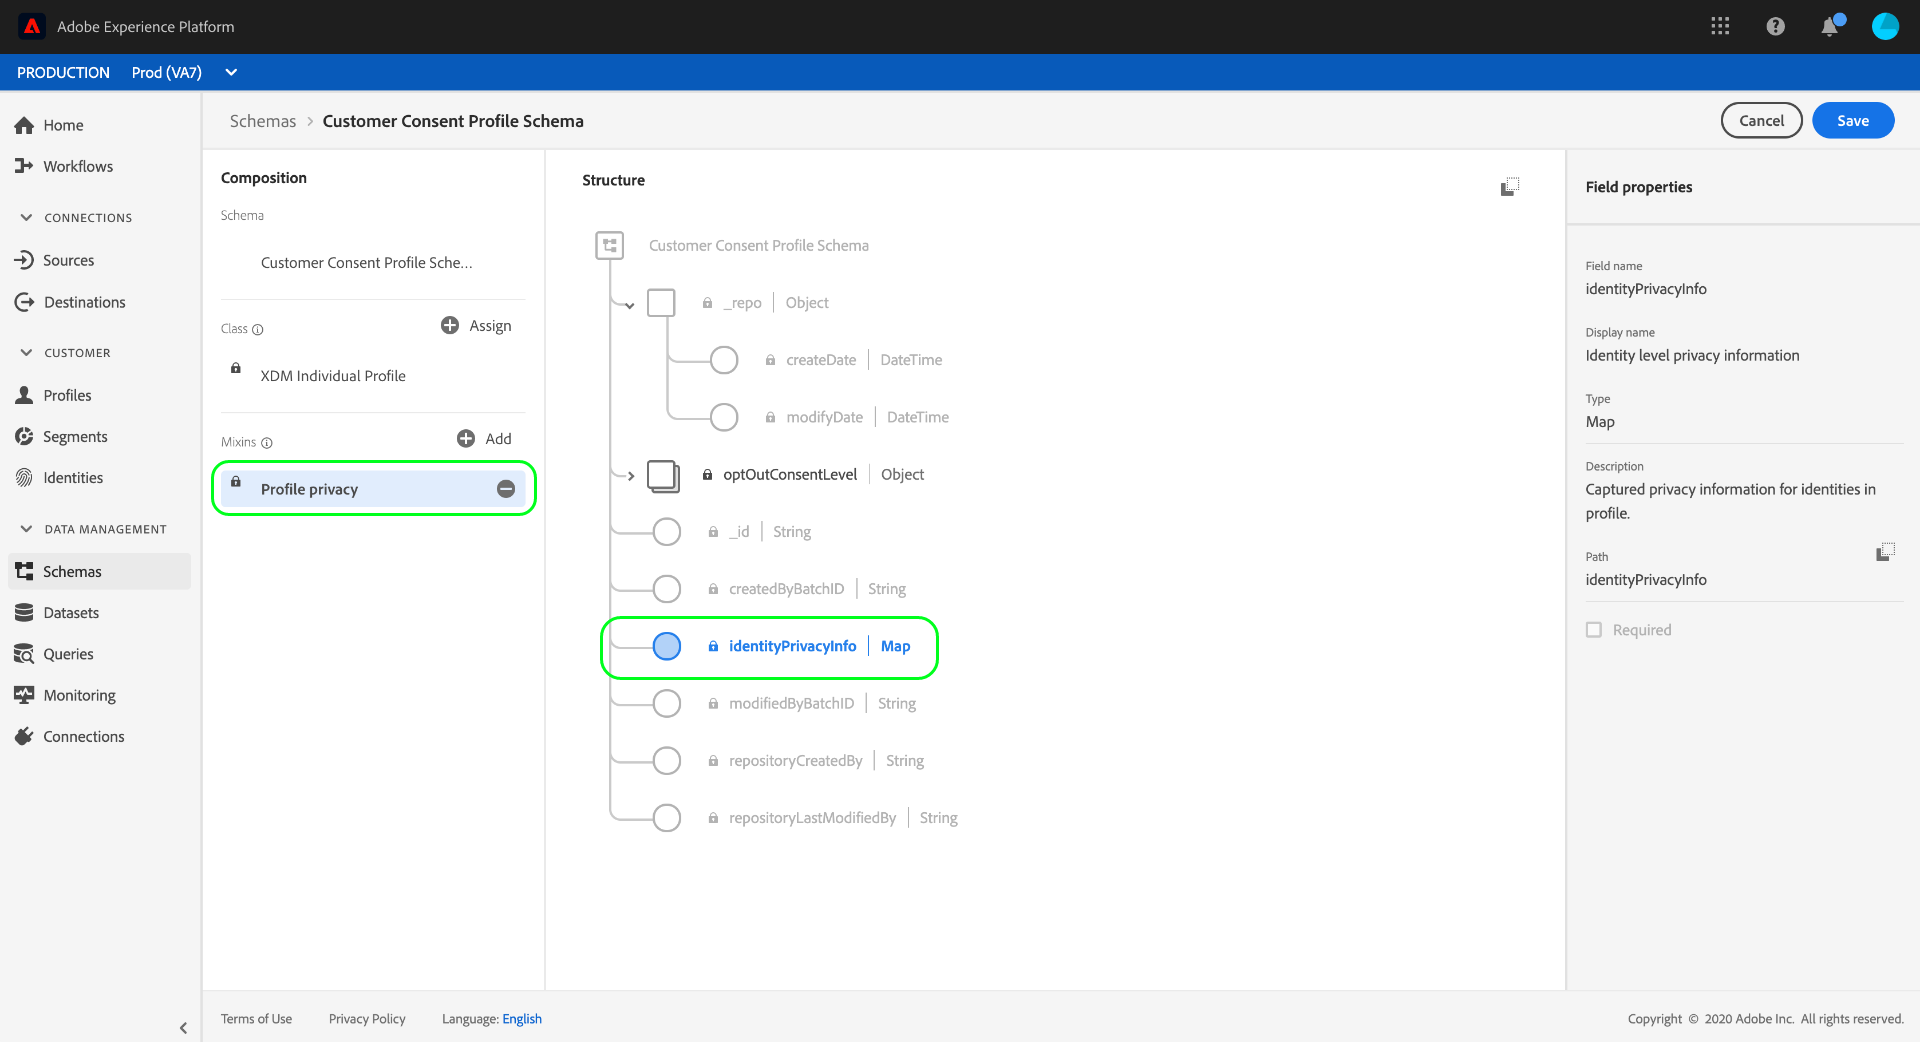 Adobe Experience Platform
PRODUCTION Prod (VA7)
Home
Workflows
CONNECTIONS
Sources
Destinations
CUSTOMER
Profiles
Segments
Identities
DATA MANAGEMENT
Schemas
Datasets
Queries
Monitoring
Connections
Schemas > Customer Consent Profile Schema
Cancel
Save
Composition
Schema
Customer Consent Profile Sche...
Class
Assign
XDM Individual Profile
Mixins
Add
Profile privacy
Structure
Customer Consent Profile Schema
_repo | Object
createDate | DateTime
modifyDate | DateTime
optOutConsentLevel | Object
_id | String
createdByBatchID | String
identityPrivacyInfo | Map
modifiedByBatchID | String
repositoryCreatedBy | String
repositoryLastModifiedBy | String
Field properties
Field name
identityPrivacyInfo
Display name
Identity level privacy information
Type
Map
Description
Captured privacy information for identities in
profile.
Path
identityPrivacyInfo
Required
Terms of Use Privacy Policy Language: English
Copyright © 2020 Adobe Inc. All rights reserved.